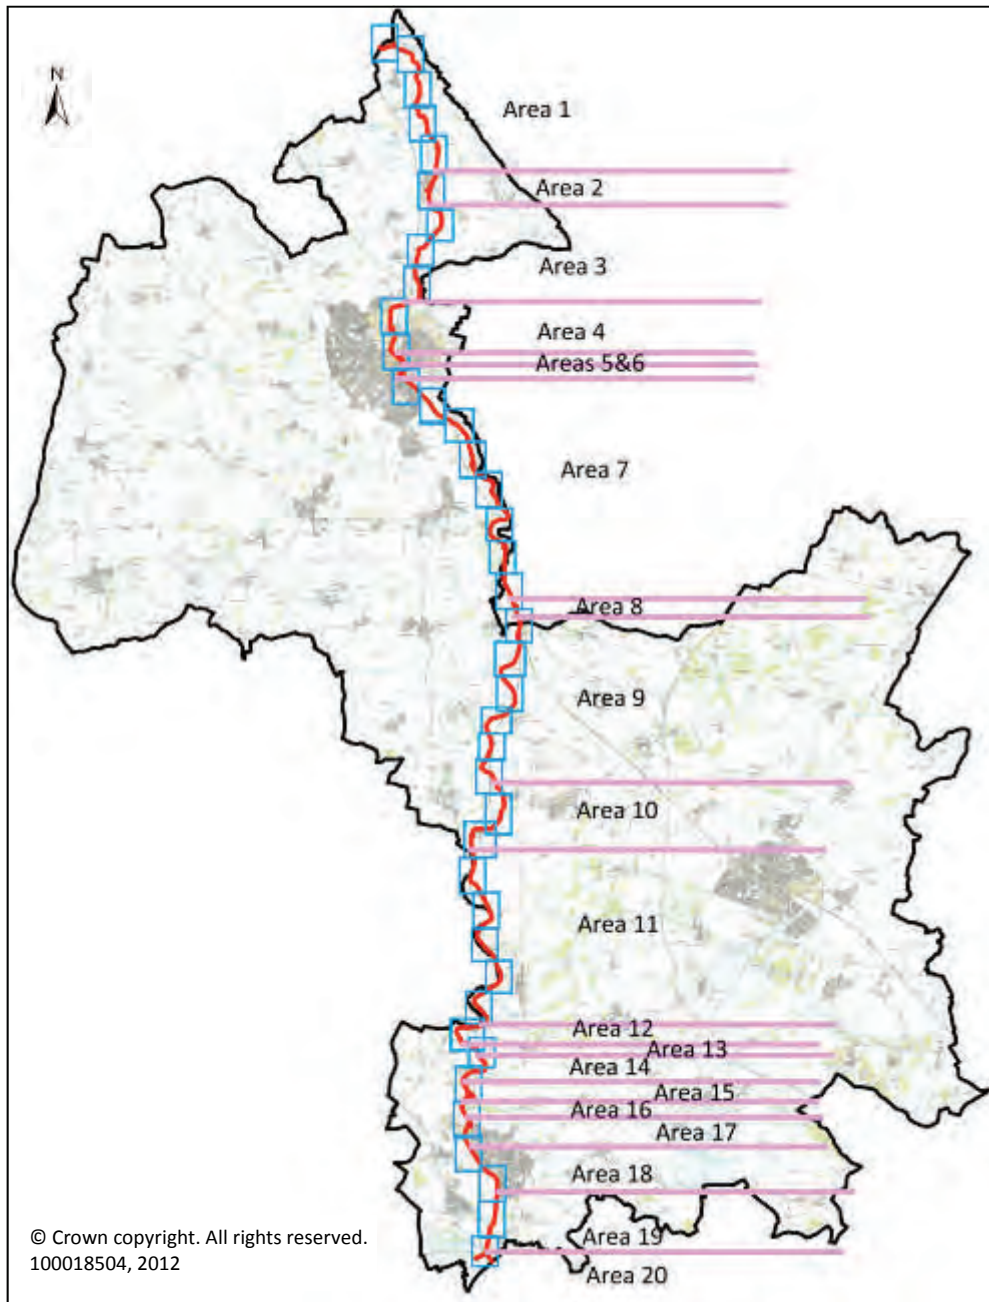 N
Area 1
Area 2
Area 3
Area 4
Areas 5&6
Area 7
Area 8
Area 9
Area 10
Area 11
Area 12
Area 13
Area 14
Area 15
Area 16
Area 17
Area 18
Area 19
Area 20
© Crown copyright. All rights reserved.
100018504, 2012